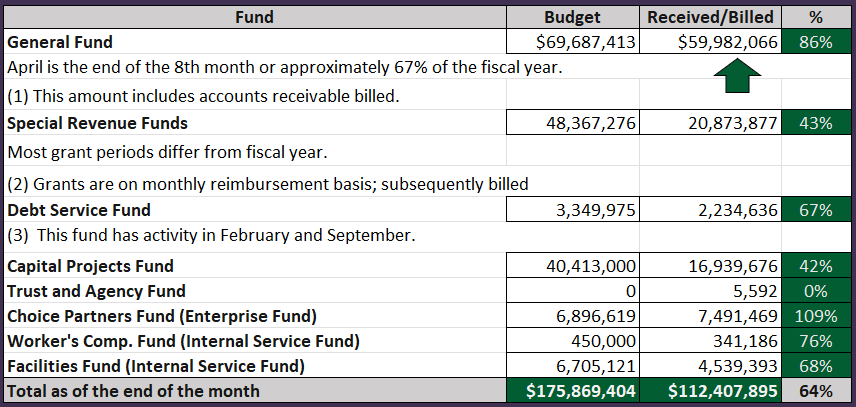 Fund Budget Received/Billed %
General Fund $69,687,413 $59,982,066 86%
April is the end of the 8th month or approximately 67% of the fiscal year.
(1) This amount includes accounts receivable billed.
Special Revenue Funds 48,367,276 20,873,877 43%
Most grant periods differ from fiscal year.
(2) Grants are on monthly reimbursement basis; subsequently billed
Debt Service Fund 3,349,975 2,234,636 67%
(3) This fund has activity in February and September.
Capital Projects Fund 40,413,000 16,939,676 42%
Trust and Agency Fund 0 5,592 0%
Choice Partners Fund (Enterprise Fund) 6,896,619 7,491,469 109%
Worker's Comp. Fund (Internal Service Fund) 450,000 341,186 76%
Facilities Fund (Internal Service Fund) 6,705,121 4,539,393 68%
Total as of the end of the month $175,869,404 $112,407,895 64%